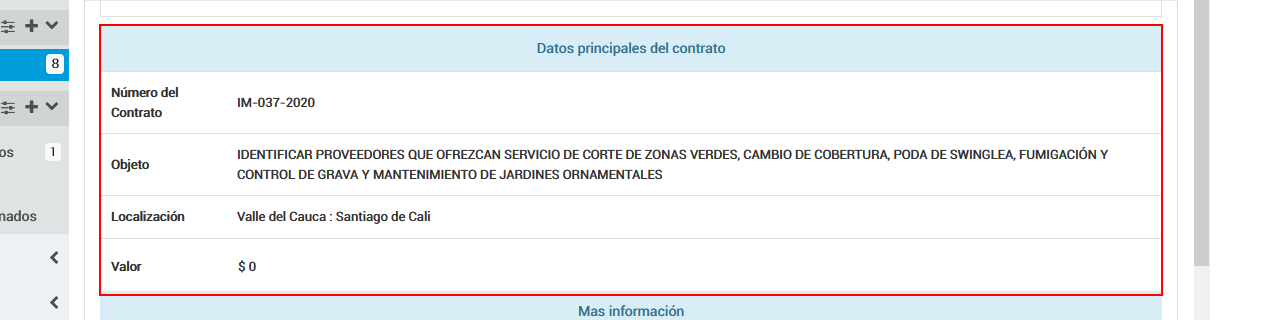 Datos principales del contrato
8
Número del
Contrato
IM-037-2020
os
1
Objeto
IDENTIFICAR PROVEEDORES QUE OFREZCAN SERVICIO DE CORTE DE ZONAS VERDES, CAMBIO DE COBERTURA, PODA DE SWINGLEA, FUMIGACIÓN Y
CONTROL DE GRAVA Y MANTENIMIENTO DE JARDINES ORNAMENTALES
nados
Localización
Valle del Cauca : Santiago de Cali
Valor
$ 0
Mas información